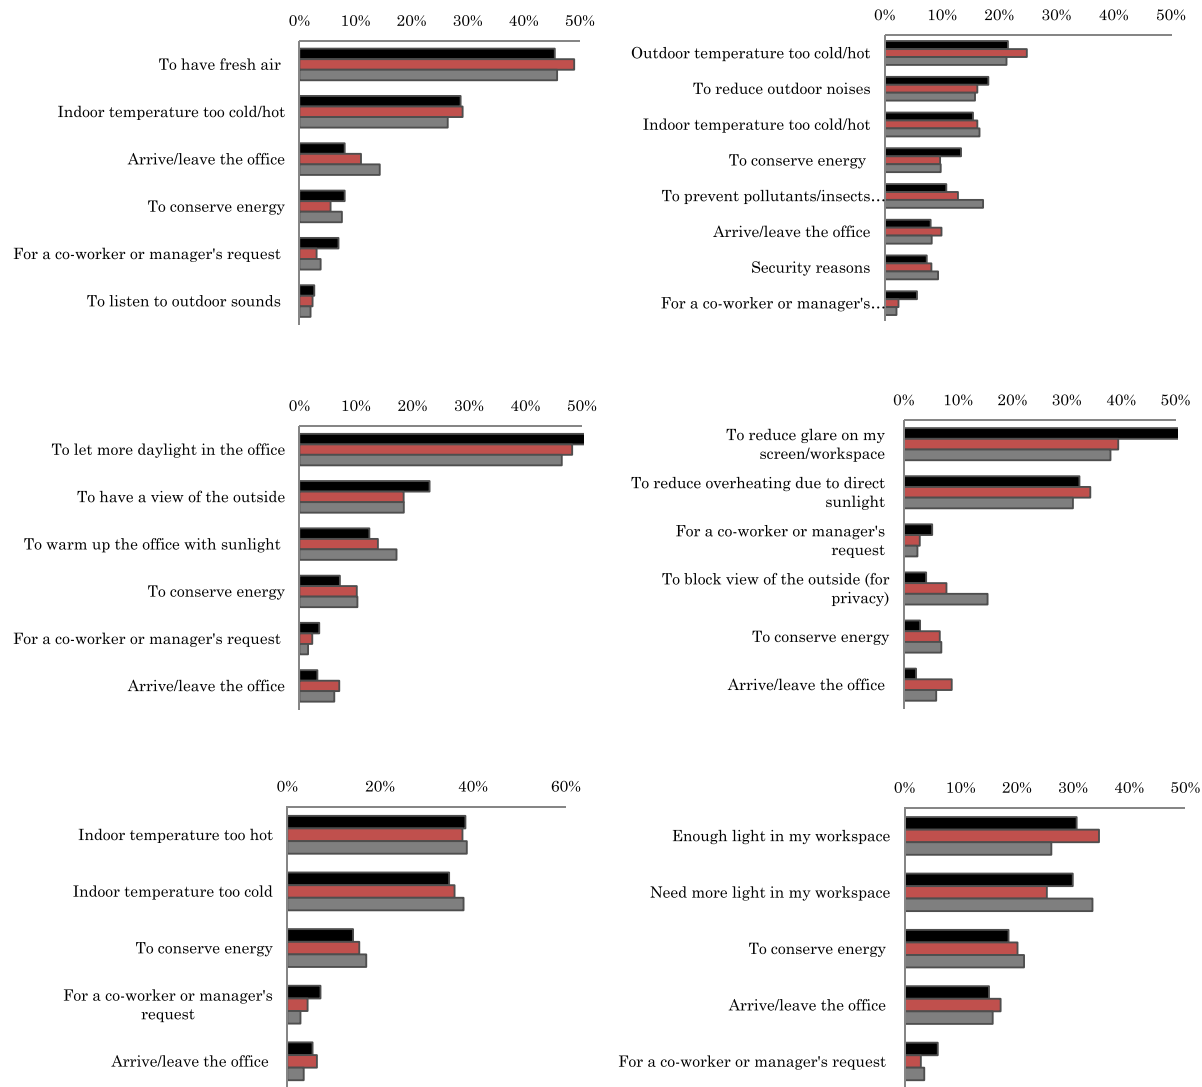 0% 10% 20% 30% 40% 50%
To have fresh air
Indoor temperature too cold/hot
Arrive/leave the office
To conserve energy
For a co-worker or manager's request
To listen to outdoor sounds
0% 10% 20% 30% 40% 50%
Outdoor temperature too cold/hot
To reduce outdoor noises
Indoor temperature too cold/hot
To conserve energy
To prevent pollutants/insects...
Arrive/leave the office
Security reasons
For a co-worker or manager's...
0% 10% 20% 30% 40% 50%
To let more daylight in the office
To have a view of the outside
To warm up the office with sunlight
To conserve energy
For a co-worker or manager's request
Arrive/leave the office
0% 10% 20% 30% 40% 50%
To reduce glare on my
screen/workspace
To reduce overheating due to direct
sunlight
For a co-worker or manager's
request
To block view of the outside (for
privacy)
To conserve energy
Arrive/leave the office
0% 20% 40% 60%
Indoor temperature too hot
Indoor temperature too cold
To conserve energy
For a co-worker or manager's
request
Arrive/leave the office
0% 10% 20% 30% 40% 50%
Enough light in my workspace
Need more light in my workspace
To conserve energy
Arrive/leave the office
For a co-worker or manager's request